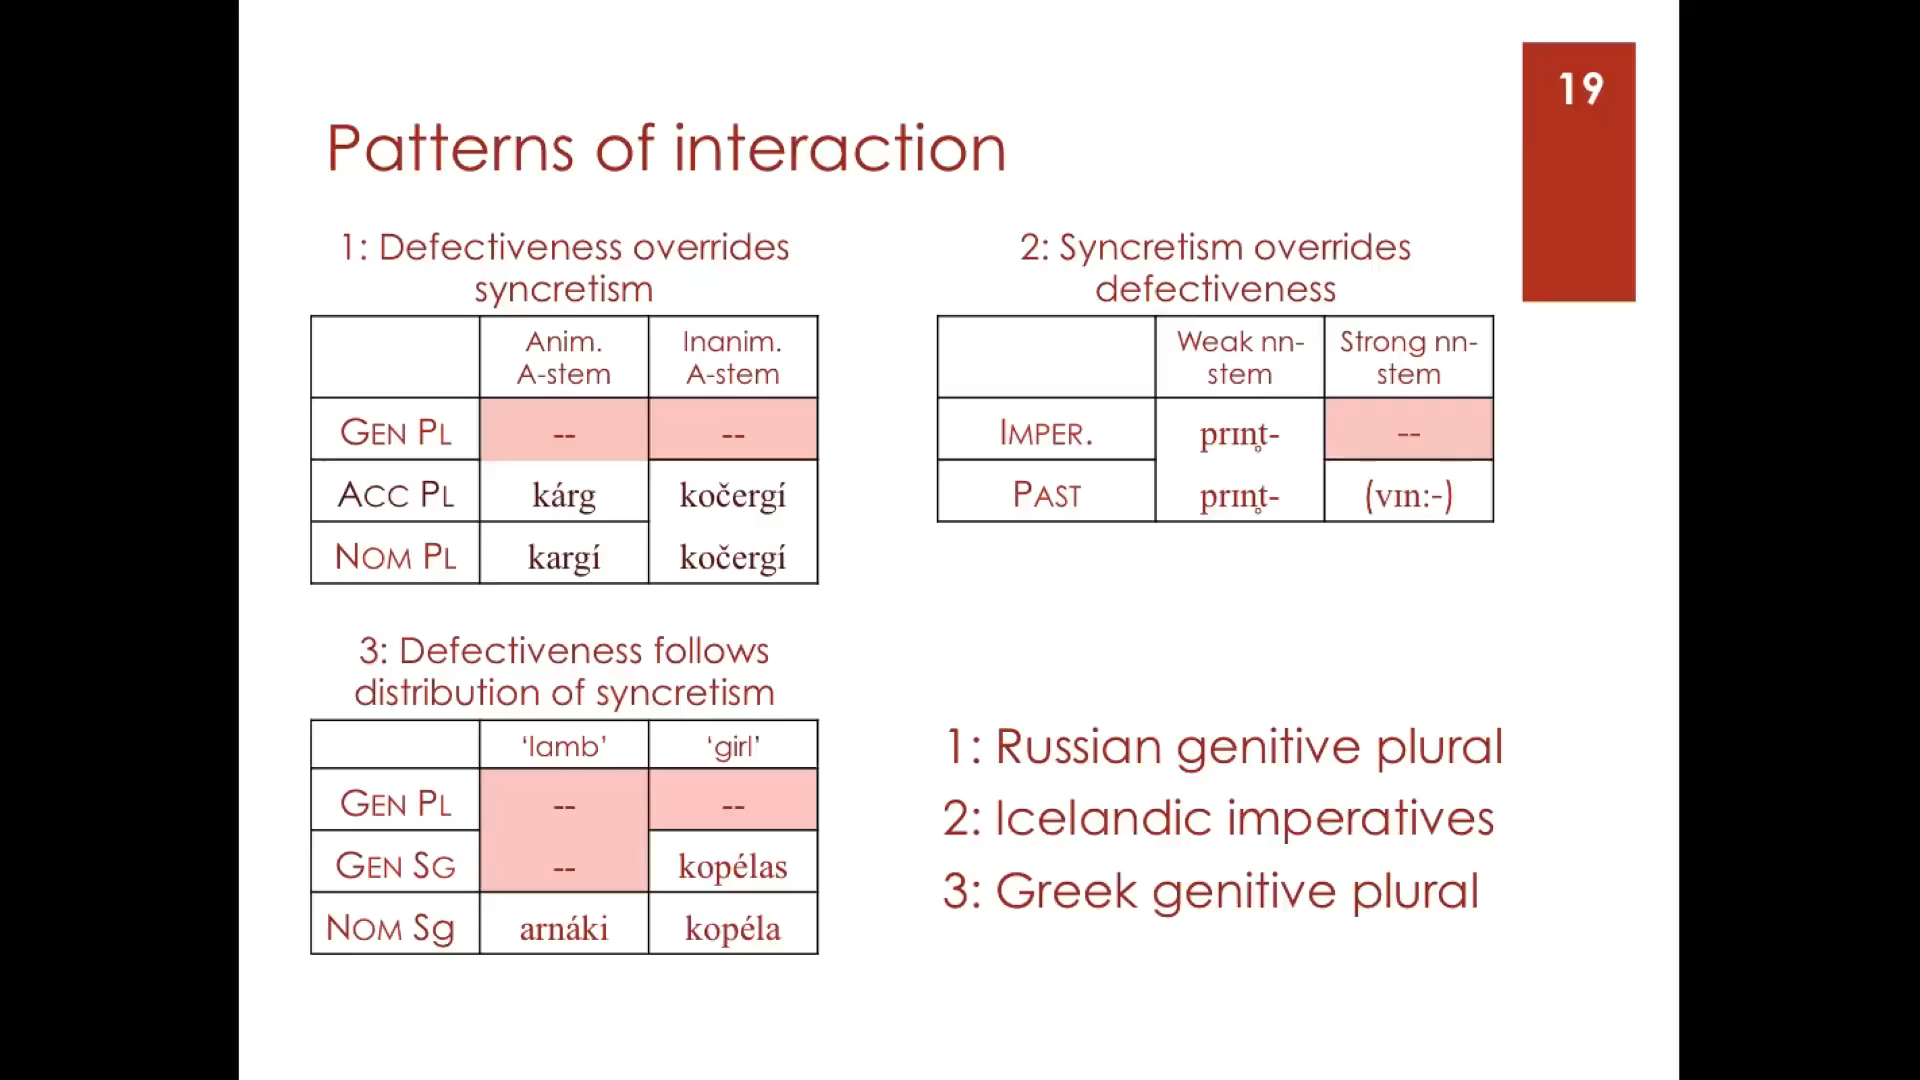 19
Patterns of interaction
1: Defectiveness overrides
syncretism
Anim.
A-stem
Inanim.
A-stem
GEN PL -- --
ACC PL kárg kočergí
NOM PL kargí kočergí
2: Syncretism overrides
defectiveness
Weak nn-
stem
Strong nn-
stem
IMPER. prɪn̥t- --
PAST prɪn̥t- (vɪn:-)
3: Defectiveness follows
distribution of syncretism
‘lamb’ ‘girl’
GEN PL -- --
GEN SG -- kopélas
NOM Sg arnáki kopéla
1: Russian genitive plural
2: Icelandic imperatives
3: Greek genitive plural